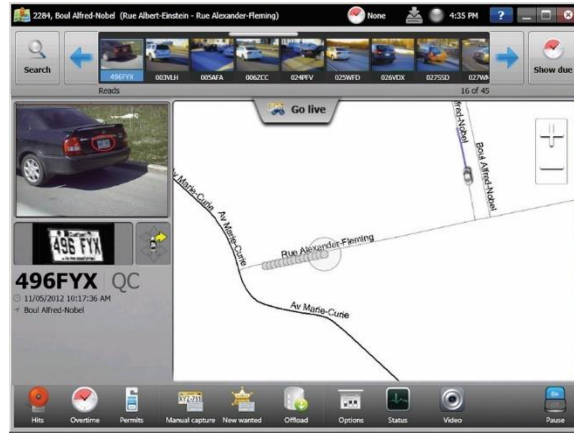 2284, Boul Alfred-Nobel (Rue Albert-Einstein - Rue Alexander-Fleming)
None
4:35 PM
?
Search
496FYX
003VLH
005AFA
006ZCC
024PFV
025WFD
026VDX
027SSD
Show due
Reads
16 of 45
Go live
Alfred-Nobel
Boul Alfred-Nobel
Av Marie-Curie
Av Marie-Curie
Rue Alexander-Fleming
Av Marie-Curie
496 FYX
496FYX QC
11/05/2012 10:17:36 AM
Boul Alfred-Nobel
Hits
Overtime
Permits
Manual capture
New wanted
Offload
Options
Status
Video
Pause